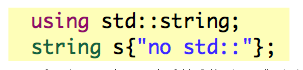 using std::string;
string s{"no std::"};